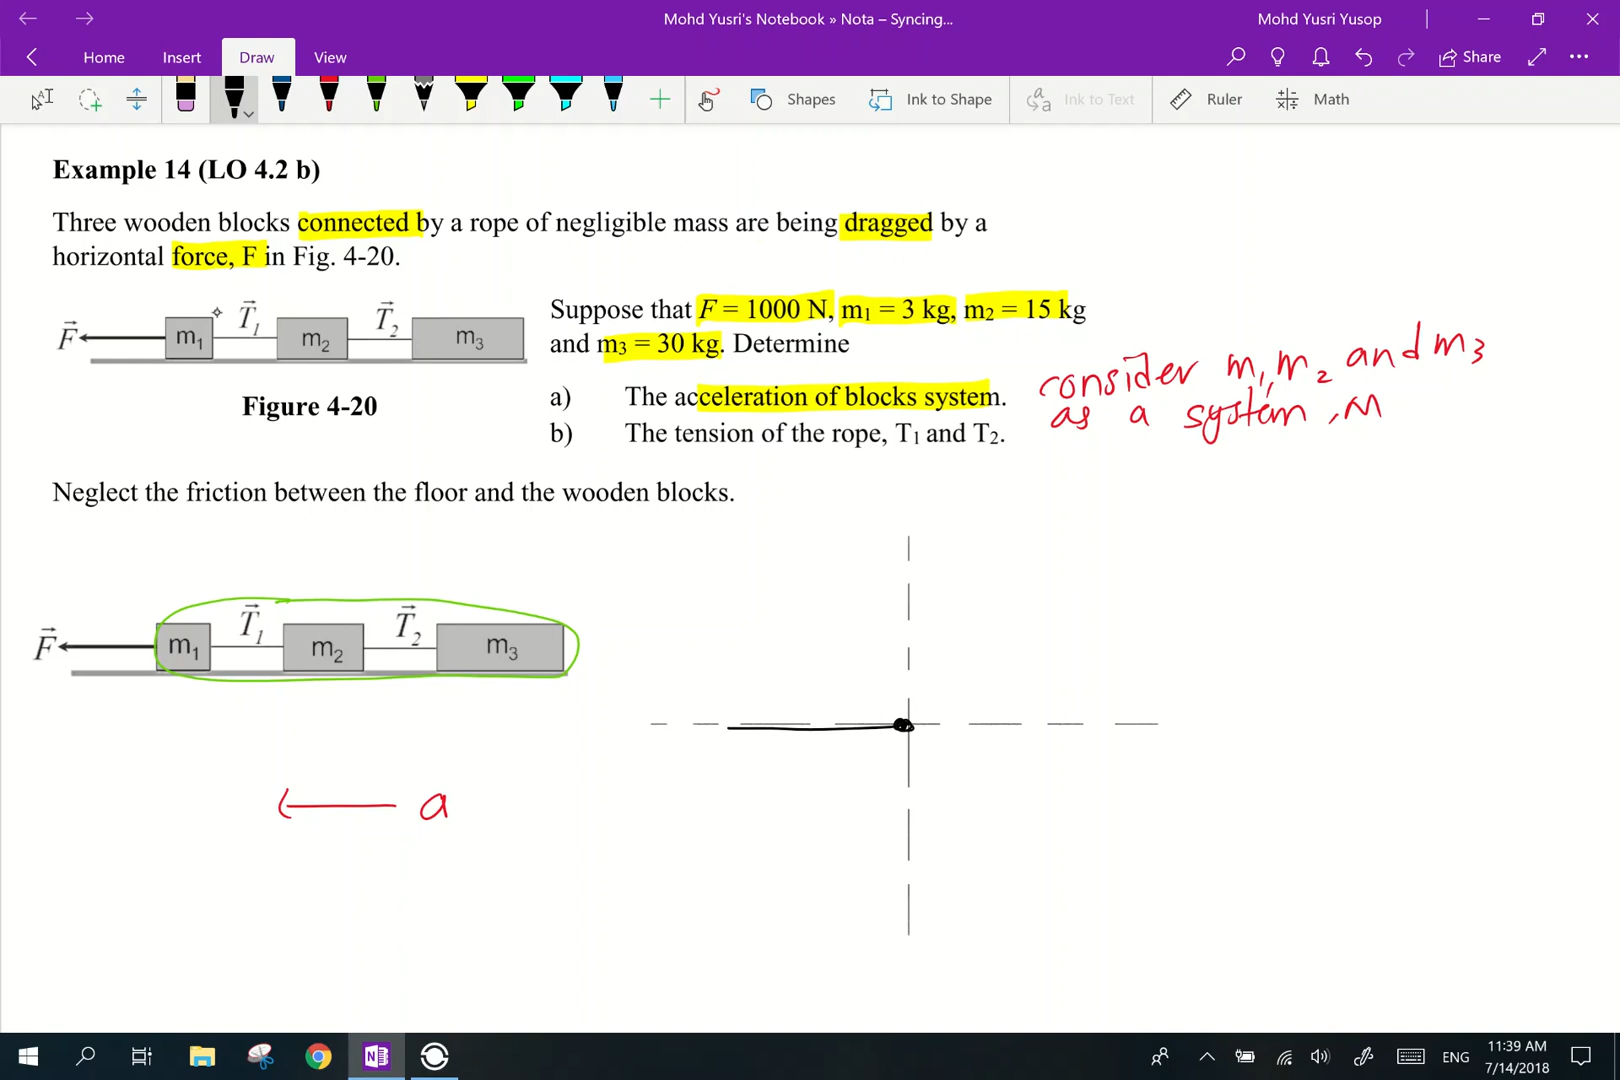 Mohd Yusri's Notebook » Nota – Syncing...
Mohd Yusri Yusop
Home Insert Draw View
Share
Shapes Ink to Shape Ink to Text Ruler Math
Example 14 (LO 4.2 b)
Three wooden blocks connected by a rope of negligible mass are being dragged by a
horizontal force, F in Fig. 4-20.
F m₁ T₁ m₂ T₂ m₃
Figure 4-20
Suppose that F = 1000 N, m₁ = 3 kg, m₂ = 15 kg
and m₃ = 30 kg. Determine
a) The acceleration of blocks system.
b) The tension of the rope, T₁ and T₂.
consider m₁, m₂ and m₃
as a system, M
Neglect the friction between the floor and the wooden blocks.
F m₁ T₁ m₂ T₂ m₃
a
ENG
11:39 AM
7/14/2018